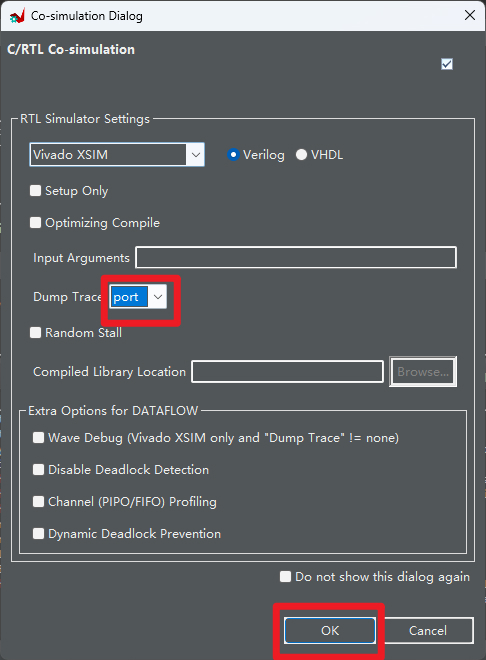 Co-simulation Dialog
C/RTL Co-simulation
RTL Simulator Settings
Vivado XSIM Verilog VHDL
Setup Only
Optimizing Compile
Input Arguments
Dump Trace port
Random Stall
Compiled Library Location Browse...
Extra Options for DATAFLOW
Wave Debug (Vivado XSIM only and "Dump Trace" != none)
Disable Deadlock Detection
Channel (PIPO/FIFO) Profiling
Dynamic Deadlock Prevention
Do not show this dialog again
OK Cancel